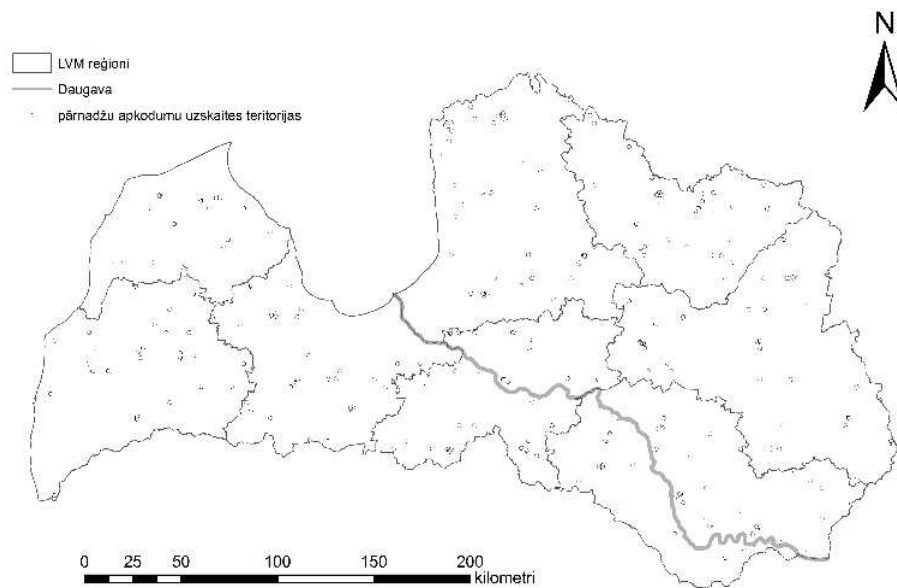 N
LVM reģioni
Daugava
pārnadžu apkodumu uzskaites teritorijas
0 25 50 100 150 200
kilometri